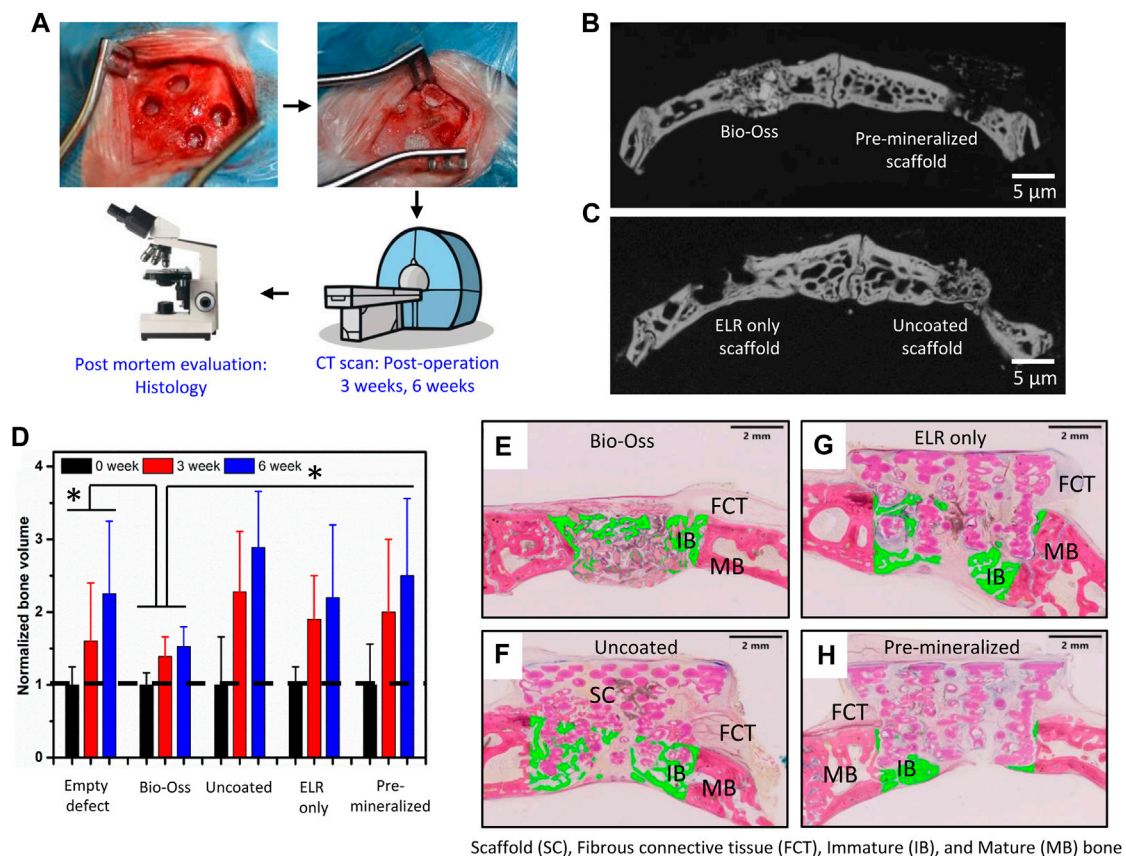 A
B
Bio-Oss
Pre-mineralized
scaffold
5 µm
C
ELR only
scaffold
Uncoated
scaffold
5 µm
Post mortem evaluation:
Histology
CT scan: Post-operation
3 weeks, 6 weeks
D
0 week 3 week 6 week
*
*
Normalized bone volume
4
3
2
1
0
Empty
defect
Bio-Oss
Uncoated
ELR
only
Pre-
mineralized
E
Bio-Oss
2 mm
FCT
IB
MB
G
ELR only
2 mm
FCT
MB
IB
F
Uncoated
2 mm
SC
FCT
IB
MB
H
Pre-mineralized
2 mm
FCT
MB
IB
Scaffold (SC), Fibrous connective tissue (FCT), Immature (IB), and Mature (MB) bone